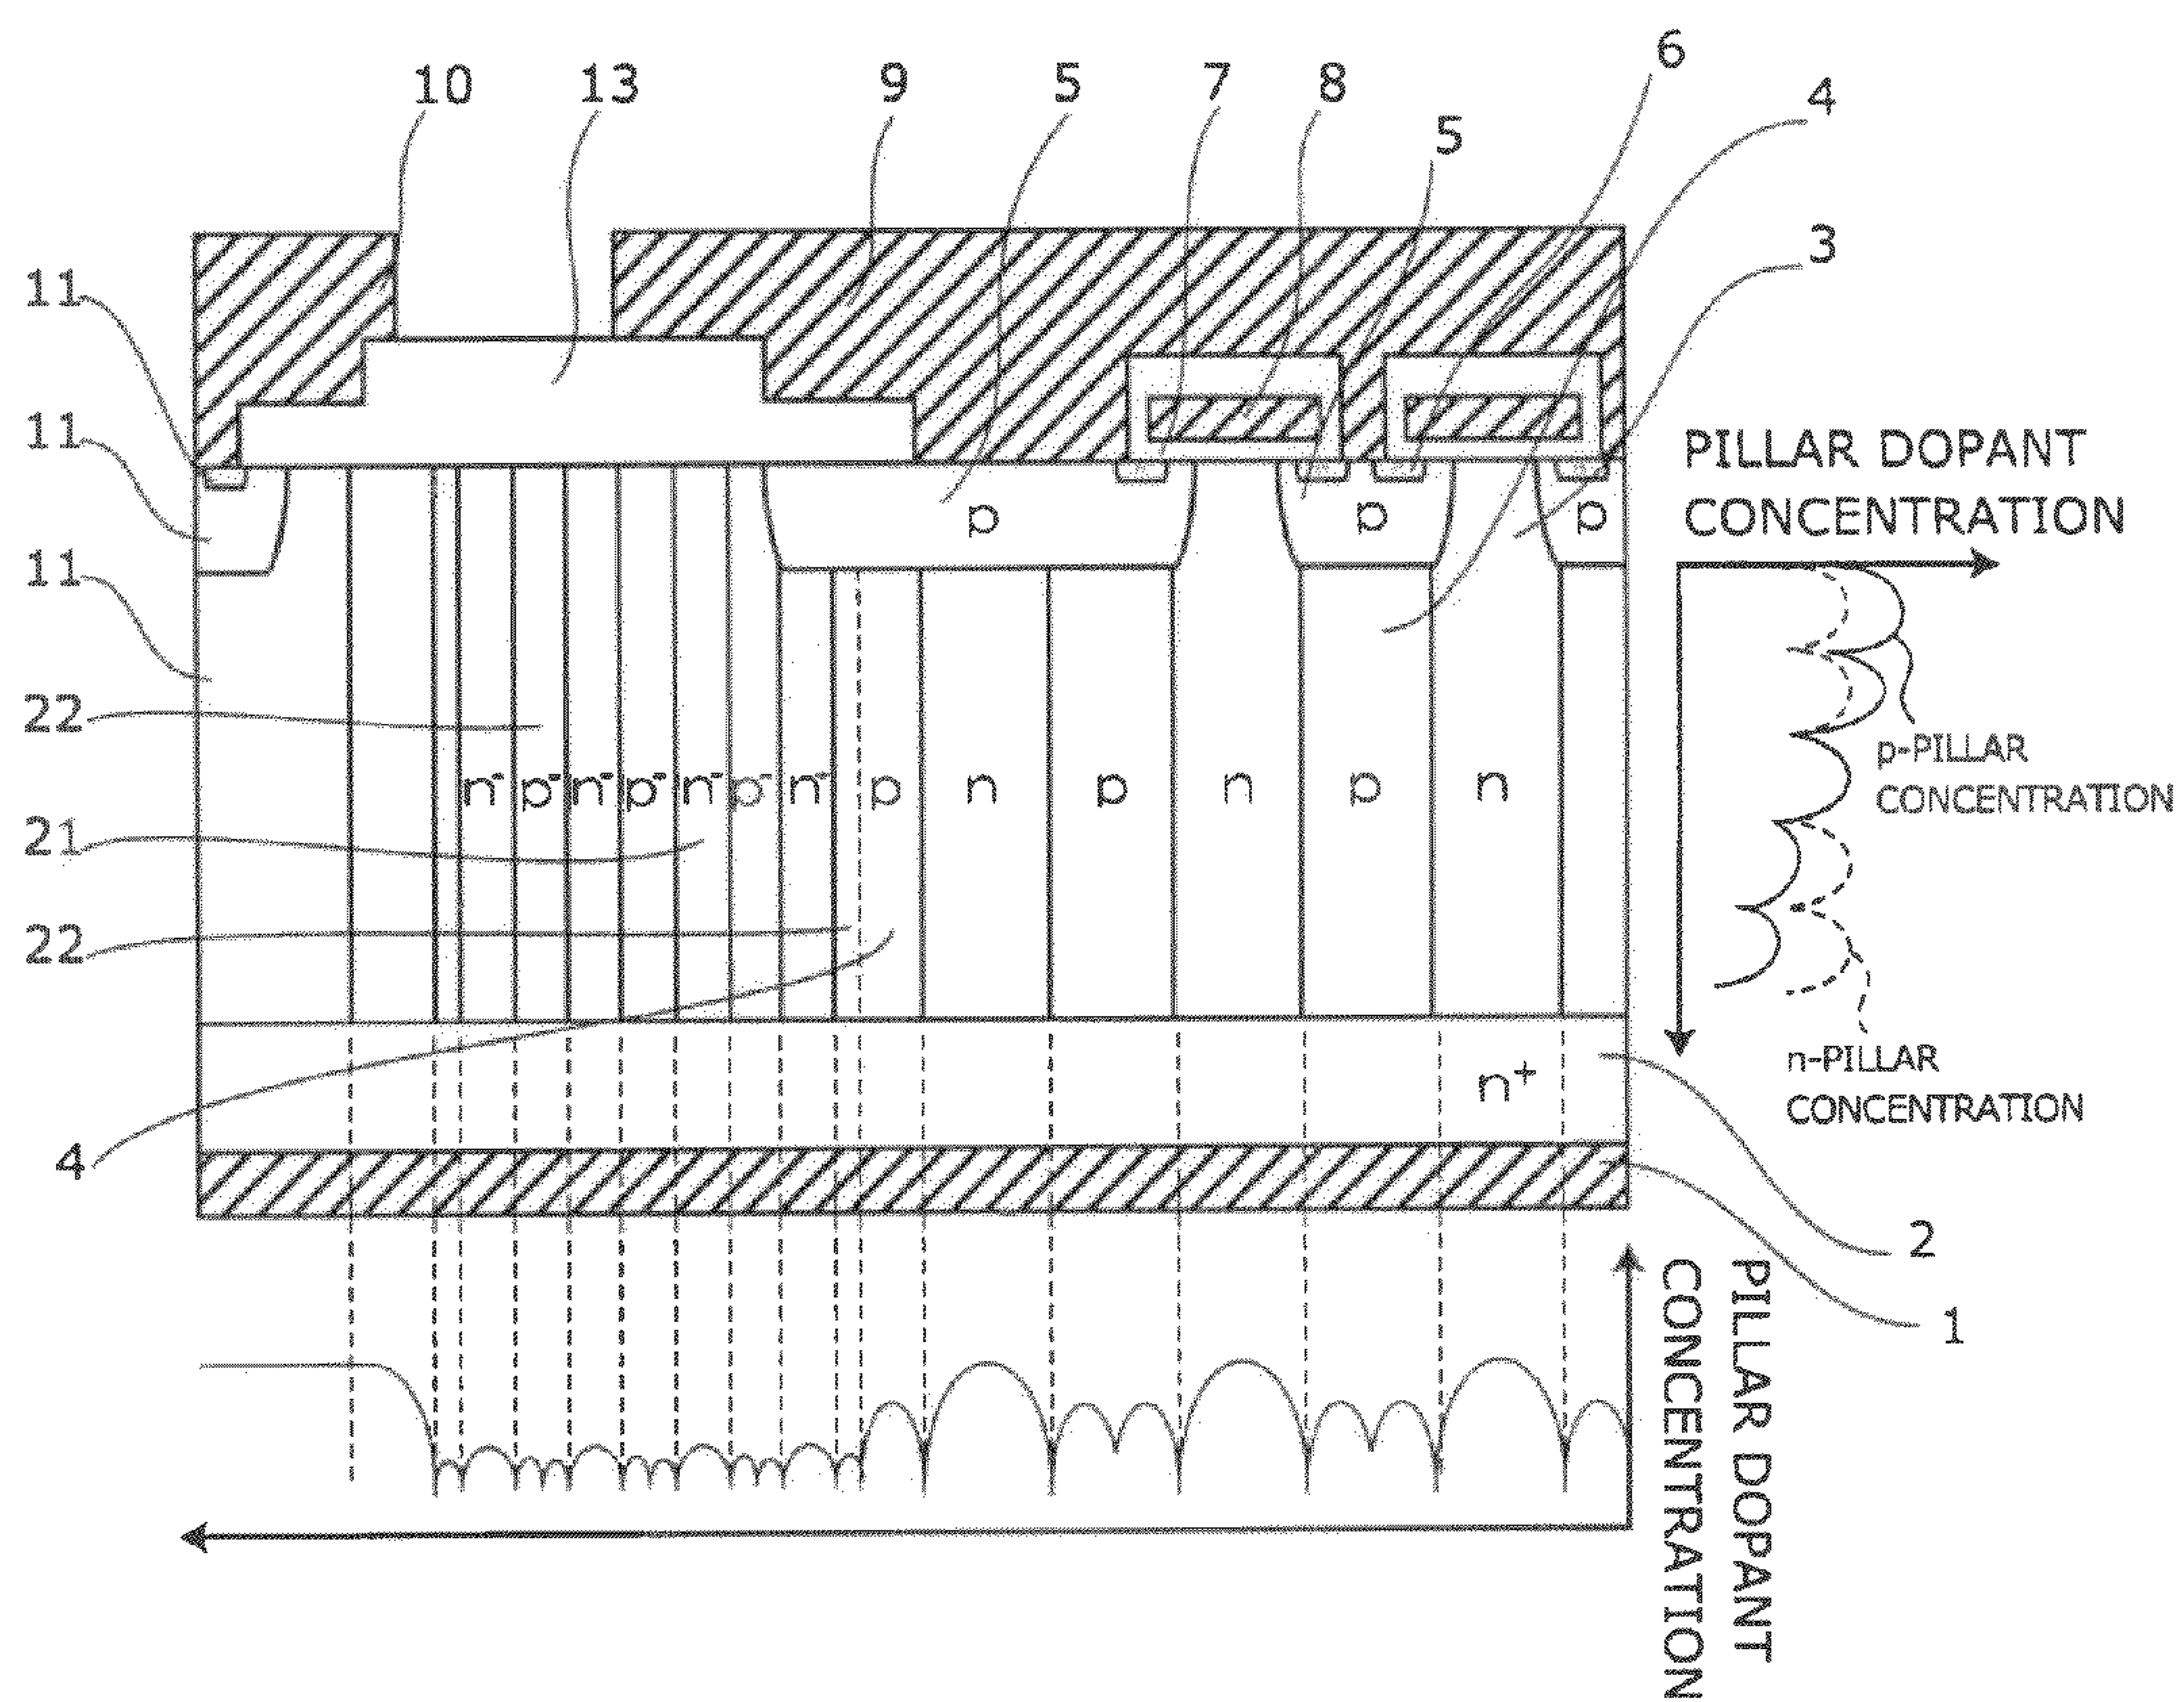 10 13 9 5 7 8 5 6 4
3
11
11
11
22
21
22
4
p p p
n- p- n- p- n- p- n- p n p n p n
n+
2
1
PILLAR DOPANT
CONCENTRATION
p-PILLAR
CONCENTRATION
n-PILLAR
CONCENTRATION
PILLAR DOPANT
CONCENTRATION